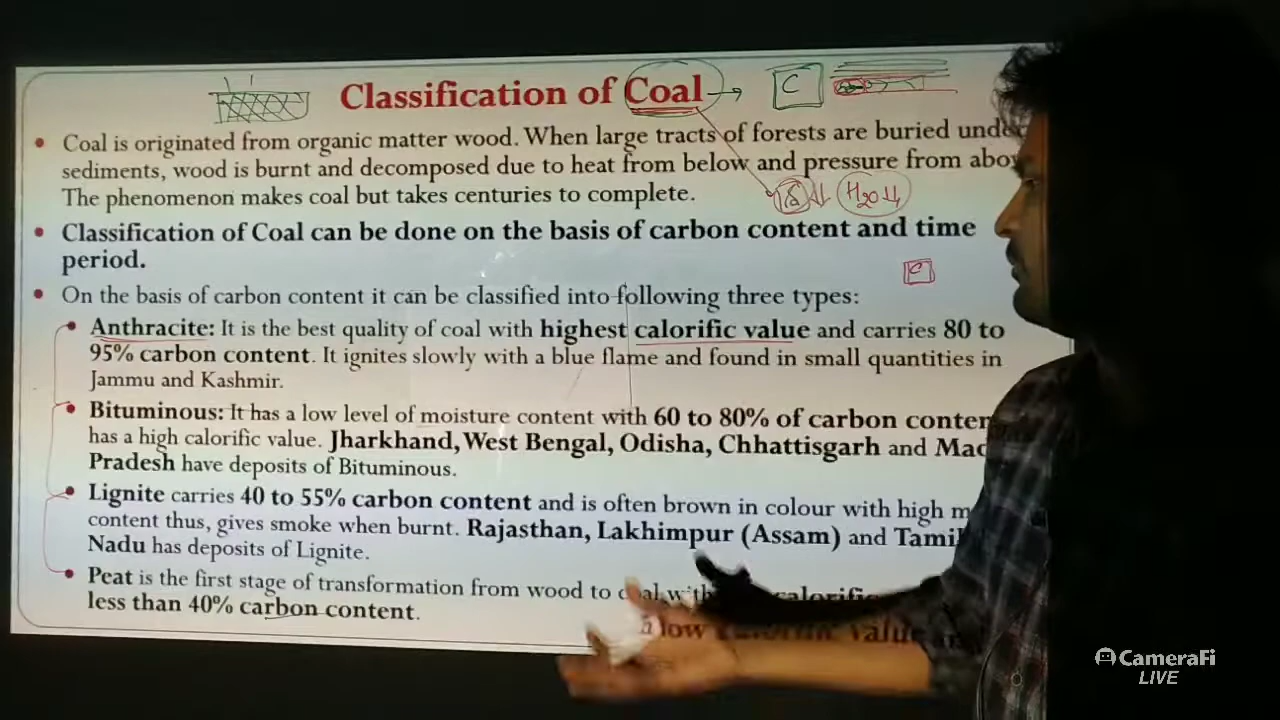 Classification of Coal → C
• Coal is originated from organic matter wood. When large tracts of forests are buried
sediments, wood is burnt and decomposed due to heat from below and pressure from
The phenomenon makes coal but takes centuries to complete.
H2O↓
• Classification of Coal can be done on the basis of carbon content and time
period.
C
• On the basis of carbon content it can be classified into following three types:
• Anthracite: It is the best quality of coal with highest calorific value and carries 80 to
95% carbon content. It ignites slowly with a blue flame and found in small quantities in
Jammu and Kashmir.
• Bituminous: It has a low level of moisture content with 60 to 80% of carbon
has a high calorific value. Jharkhand, West Bengal, Odisha, Chhattisgarh and
Pradesh have deposits of Bituminous.
• Lignite carries 40 to 55% carbon content and is often brown in colour with high
content thus, gives smoke when burnt. Rajasthan, Lakhimpur (Assam) and Tamil
Nadu has deposits of Lignite.
• Peat is the first stage of transformation from wood to coal with calorific
less than 40% carbon content.
a low calorific value
CameraFi
LIVE